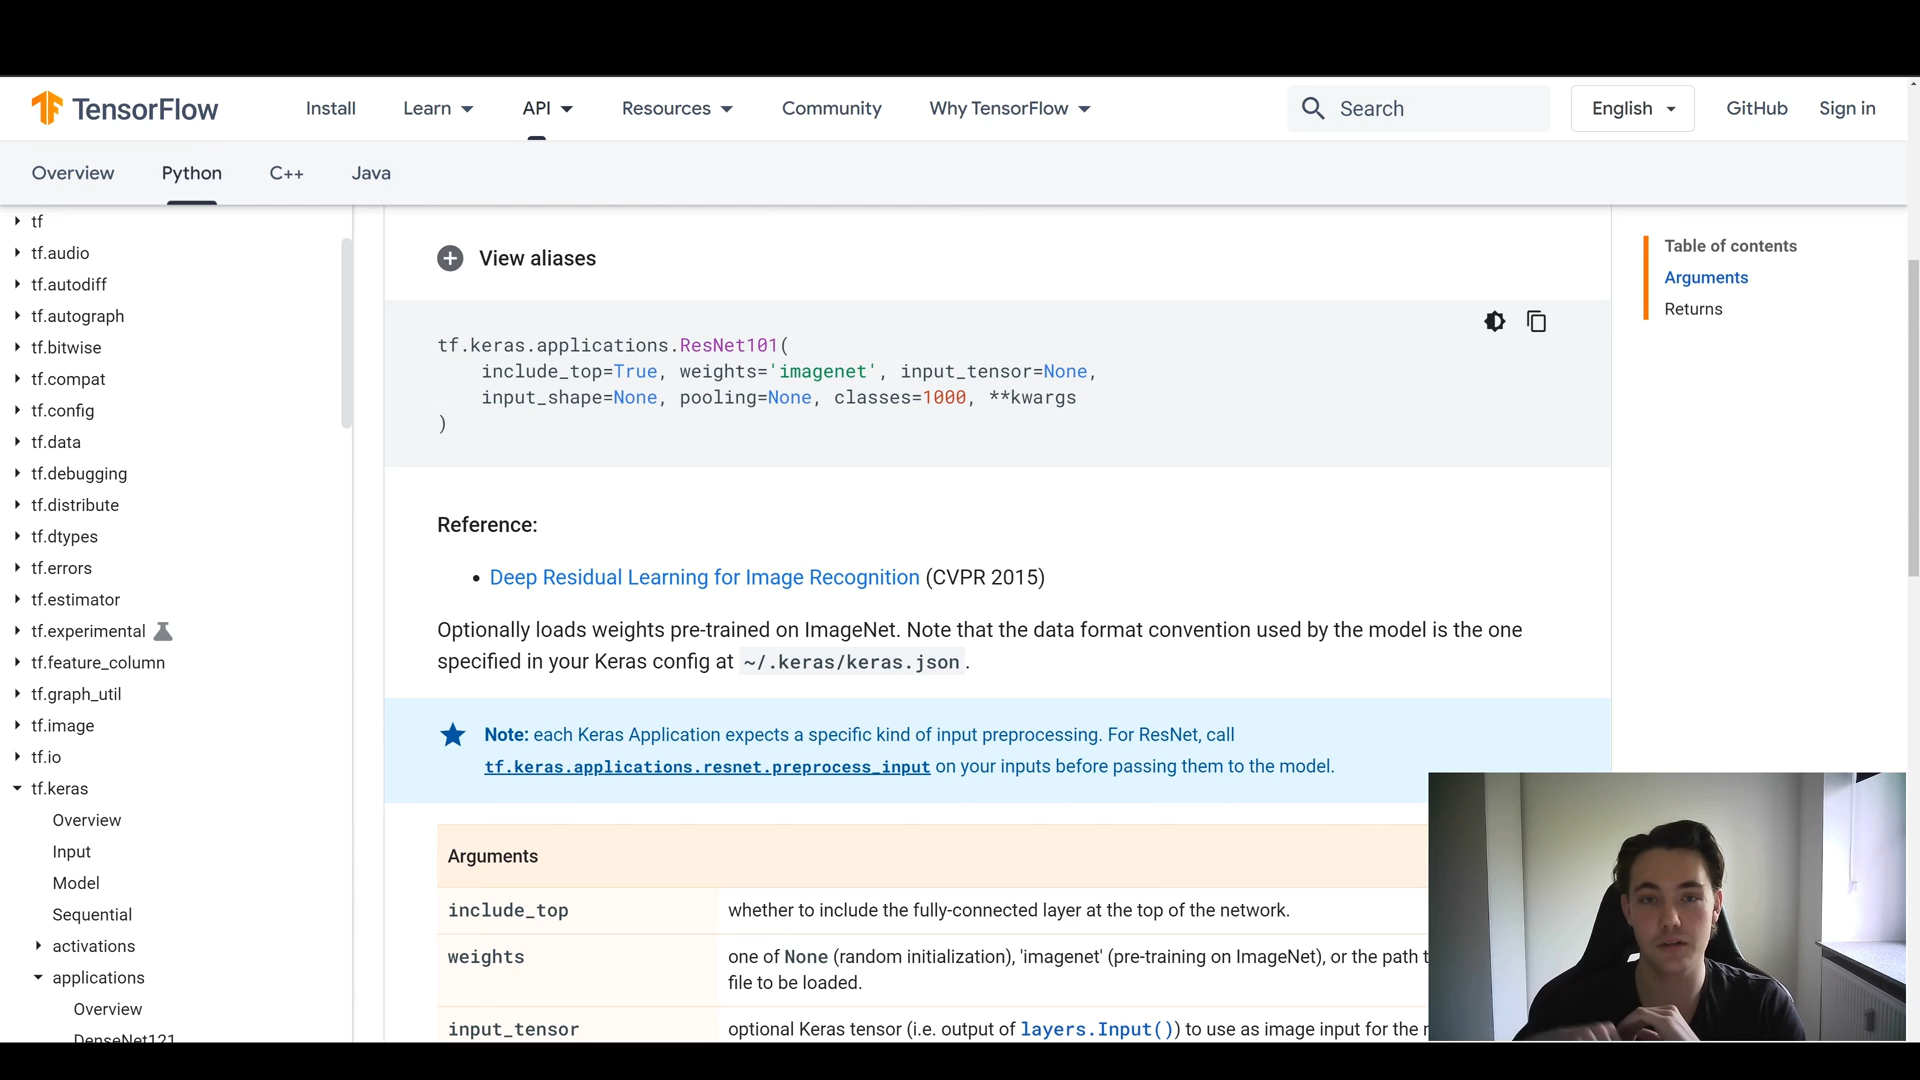 TensorFlow
Install
Learn
API
Resources
Community
Why TensorFlow
Search
English
GitHub
Sign in
Overview
Python
C++
Java
tf
tf.audio
tf.autodiff
tf.autograph
tf.bitwise
tf.compat
tf.config
tf.data
tf.debugging
tf.distribute
tf.dtypes
tf.errors
tf.estimator
tf.experimental
tf.feature_column
tf.graph_util
tf.image
tf.io
tf.keras
Overview
Input
Model
Sequential
activations
applications
Overview
DenseNet121
View aliases
tf.keras.applications.ResNet101(
include_top=True, weights='imagenet', input_tensor=None,
input_shape=None, pooling=None, classes=1000, **kwargs
)
Reference:
• Deep Residual Learning for Image Recognition (CVPR 2015)
Optionally loads weights pre-trained on ImageNet. Note that the data format convention used by the model is the one
specified in your Keras config at ~/.keras/keras.json.
Note: each Keras Application expects a specific kind of input preprocessing. For ResNet, call
tf.keras.applications.resnet.preprocess_input on your inputs before passing them to the model.
Arguments
include_top
whether to include the fully-connected layer at the top of the network.
weights
one of None (random initialization), 'imagenet' (pre-training on ImageNet), or the path
file to be loaded.
input_tensor
optional Keras tensor (i.e. output of layers.Input()) to use as image input for the
Table of contents
Arguments
Returns